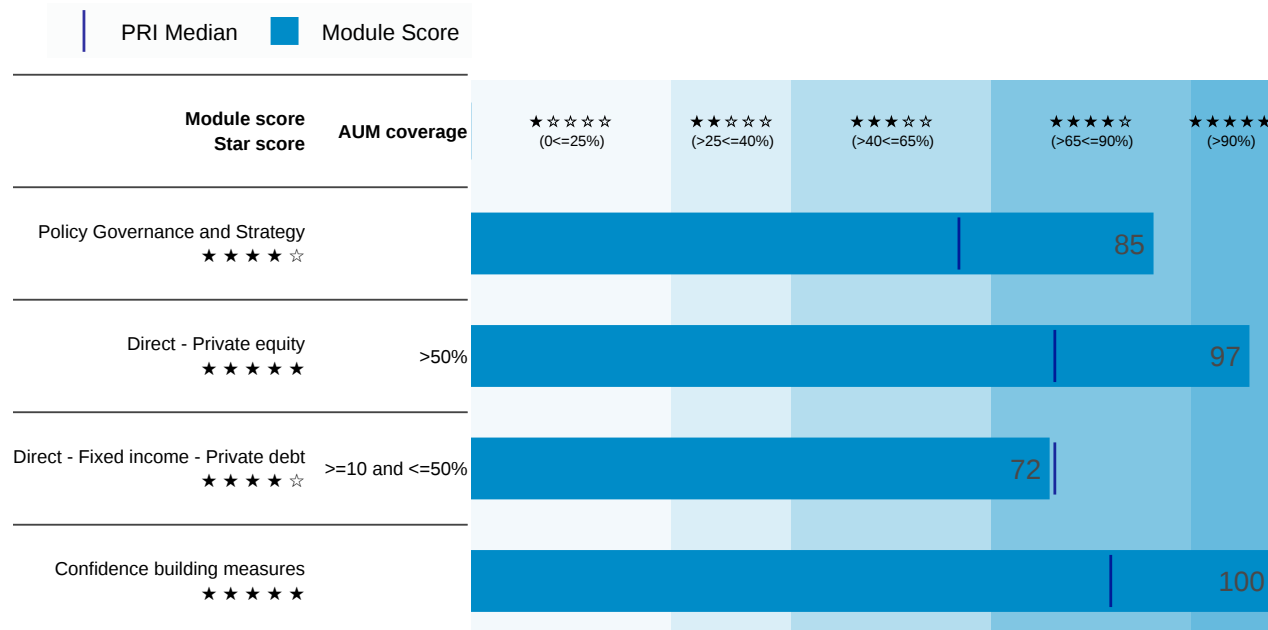 PRI Median Module Score
Module score
Star score
AUM coverage
★☆☆☆☆ ★★☆☆☆ ★★★☆☆ ★★★★☆ ★★★★★
(0<=25%) (>25<=40%) (>40<=65%) (>65<=90%) (>90%)
Policy Governance and Strategy
★★★★☆
85
Direct - Private equity
★★★★★
>50%
97
Direct - Fixed income - Private debt
★★★★☆
>=10 and <=50%
72
Confidence building measures
★★★★★
100